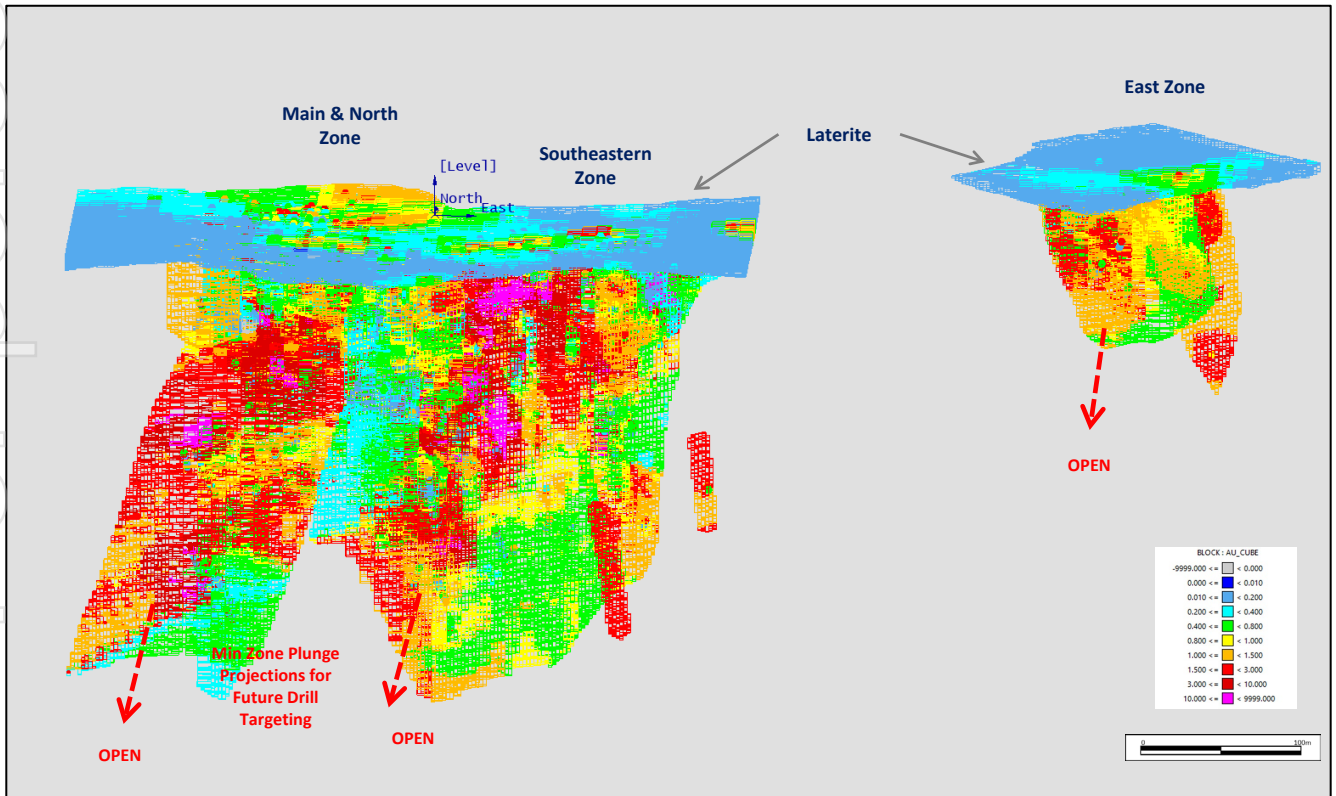 East Zone
Main & North
Zone
Laterite
Southeastern
Zone
[Level]
North
East
OPEN
BLOCK : AU_CUBE
-9999.000 <= < 0.000
0.000 <= < 0.010
0.010 <= < 0.200
0.200 <= < 0.400
0.400 <= < 0.800
0.800 <= < 1.000
1.000 <= < 1.500
1.500 <= < 3.000
3.000 <= < 10.000
10.000 <= < 9999.000
Min Zone Plunge
Projections for
Future Drill
Targeting
OPEN
OPEN
0 100m